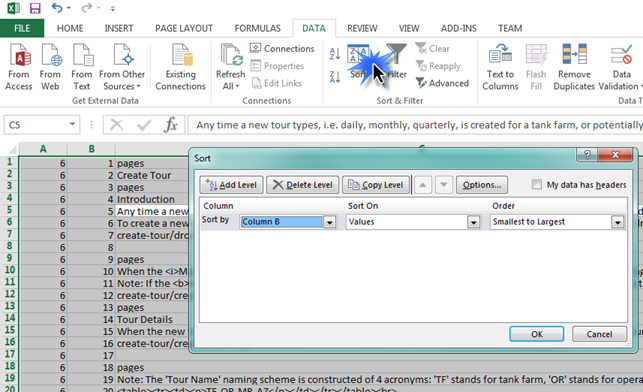 FILE HOME INSERT PAGE LAYOUT FORMULAS DATA REVIEW VIEW ADD-INS TEAM
From Access From Web From Text From Other Sources Existing Connections Refresh All Connections Properties Edit Links Sort Filter Clear Reapply Advanced Text to Columns Flash Fill Remove Duplicates Data Validation
Get External Data Connections Sort & Filter Data T
C5 fx Any time a new tour types, i.e. daily, monthly, quarterly, is created for a tank farm, or potentially
A B C
1 6 1 pages
2 6 2 Create Tour
3 6 3 pages
4 6 4 Introduction
5 6 5 Any time a new
6 6 6 To create a new
7 6 7 create-tour/dro
8 6 8
9 6 9 pages
10 6 10 When the <i>M
11 6 11 Note: If the <b>
12 6 12 create-tour/cre
13 6 13 pages
14 6 14 Tour Details
15 6 15 When the new
16 6 16 create-tour/cre
17 6 17
18 6 18 pages
19 6 19 Note: The 'Tour Name' naming scheme is constructed of 4 acronyms: 'TF' stands for tank farm, 'OR' stands for
20 6 20 <table><tr><td><p>TF OR MR AZ</p></td></tr></table><br>
Sort
Add Level Delete Level Copy Level Options... My data has headers
Column Sort On Order
Sort by Column B Values Smallest to Largest
OK Cancel